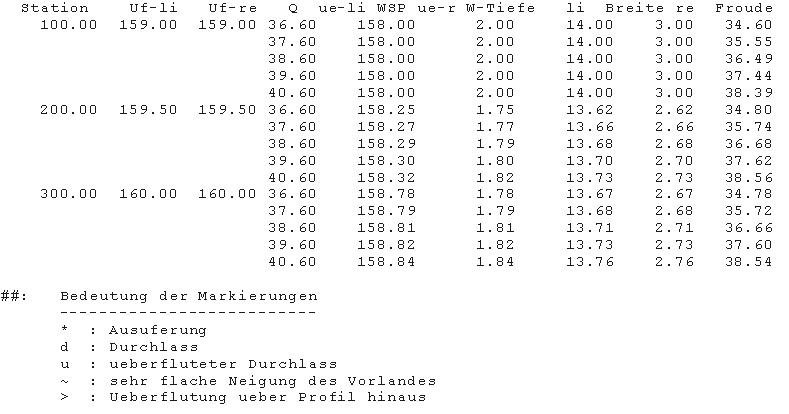 Station Uf-li Uf-re Q ue-li WSP ue-r W-Tiefe li Breite re Froude
100.00 159.00 159.00 36.60 158.00 2.00 14.00 3.00 34.60
37.60 158.00 2.00 14.00 3.00 35.55
38.60 158.00 2.00 14.00 3.00 36.49
39.60 158.00 2.00 14.00 3.00 37.44
40.60 158.00 2.00 14.00 3.00 38.39
200.00 159.50 159.50 36.60 158.25 1.75 13.62 2.62 34.80
37.60 158.27 1.77 13.66 2.66 35.74
38.60 158.29 1.79 13.68 2.68 36.68
39.60 158.30 1.80 13.70 2.70 37.62
40.60 158.32 1.82 13.73 2.73 38.56
300.00 160.00 160.00 36.60 158.78 1.78 13.67 2.67 34.78
37.60 158.79 1.79 13.68 2.68 35.72
38.60 158.81 1.81 13.71 2.71 36.66
39.60 158.82 1.82 13.73 2.73 37.60
40.60 158.84 1.84 13.76 2.76 38.54
##: Bedeutung der Markierungen
--------------------------
* : Ausuferung
d : Durchlass
u : ueberfluteter Durchlass
~ : sehr flache Neigung des Vorlandes
> : Ueberflutung ueber Profil hinaus